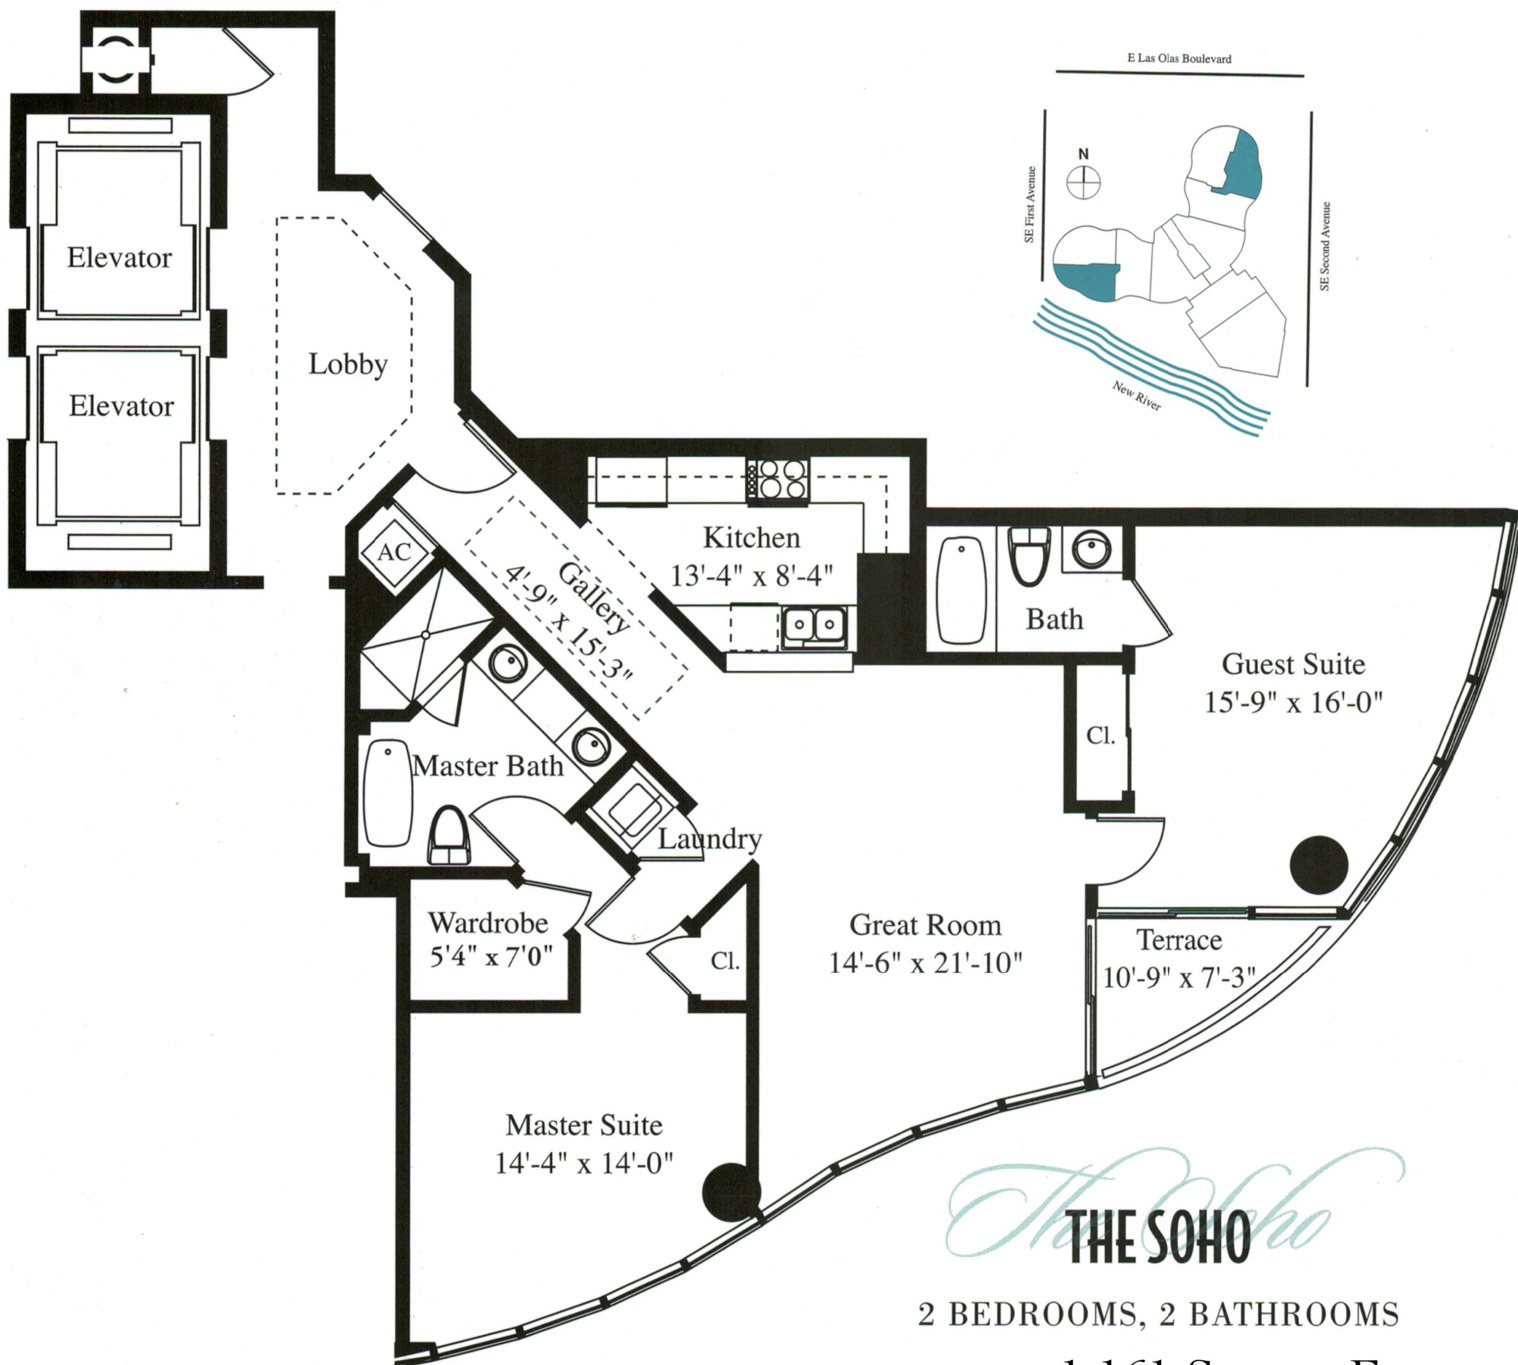 E Las Olas Boulevard
N
SE First Avenue
SE Second Avenue
New River
Elevator
Lobby
Elevator
AC
Kitchen
13'-4" x 8'-4"
Gallery
4'-9" x 15'-3"
Bath
Guest Suite
15'-9" x 16'-0"
Cl.
Master Bath
Laundry
Wardrobe
5'4" x 7'0"
Cl.
Great Room
14'-6" x 21'-10"
Terrace
10'-9" x 7'-3"
Master Suite
14'-4" x 14'-0"
The Soho
THE SOHO
2 BEDROOMS, 2 BATHROOMS